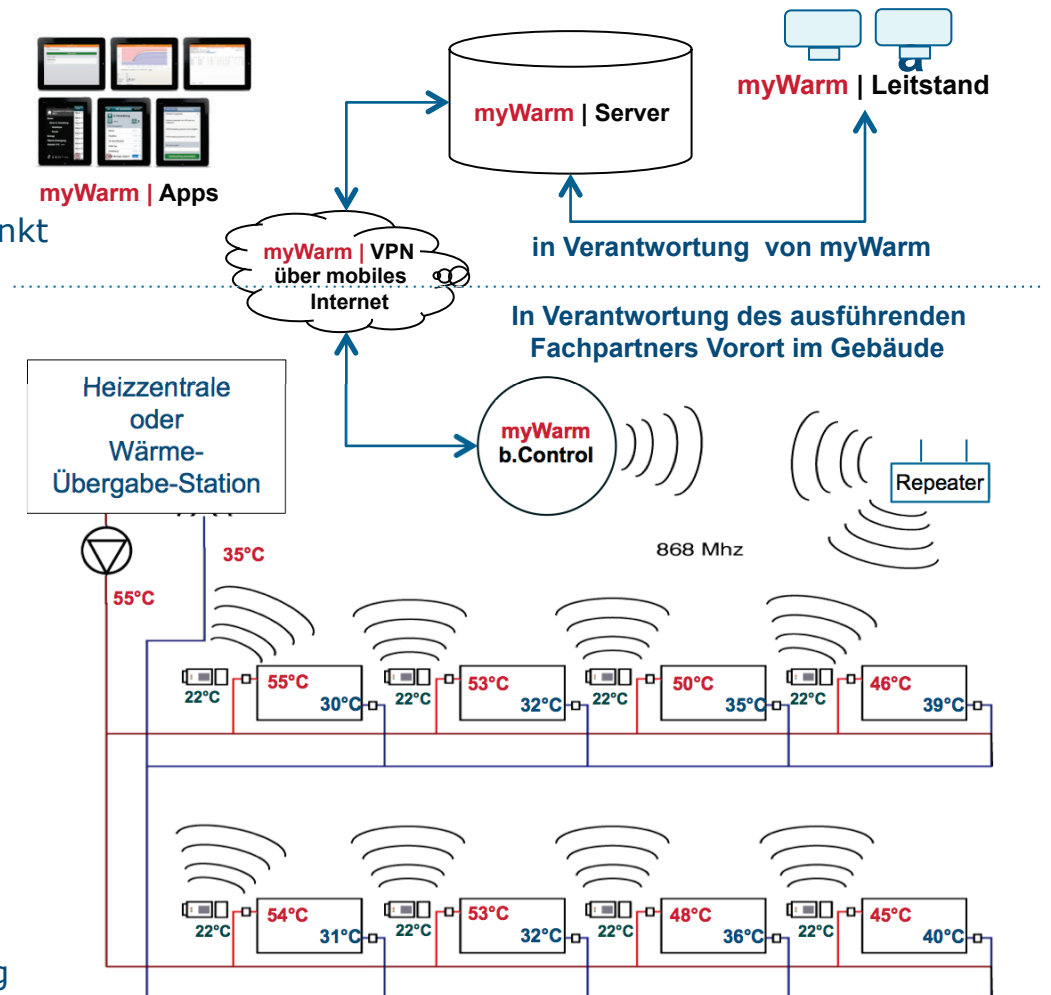 myWarm | Apps
myWarm | Server
a
myWarm | Leitstand
nkt
myWarm | VPN
über mobiles
Internet
in Verantwortung von myWarm
In Verantwortung des ausführenden
Fachpartners Vorort im Gebäude
Heizzentrale
oder
Wärme-
Übergabe-Station
myWarm
b.Control
Repeater
868 Mhz
35°C
55°C
22°C 55°C 30°C 22°C 53°C 32°C 22°C 50°C 35°C 22°C 46°C 39°C
22°C 54°C 31°C 22°C 53°C 32°C 22°C 48°C 36°C 22°C 45°C 40°C
g